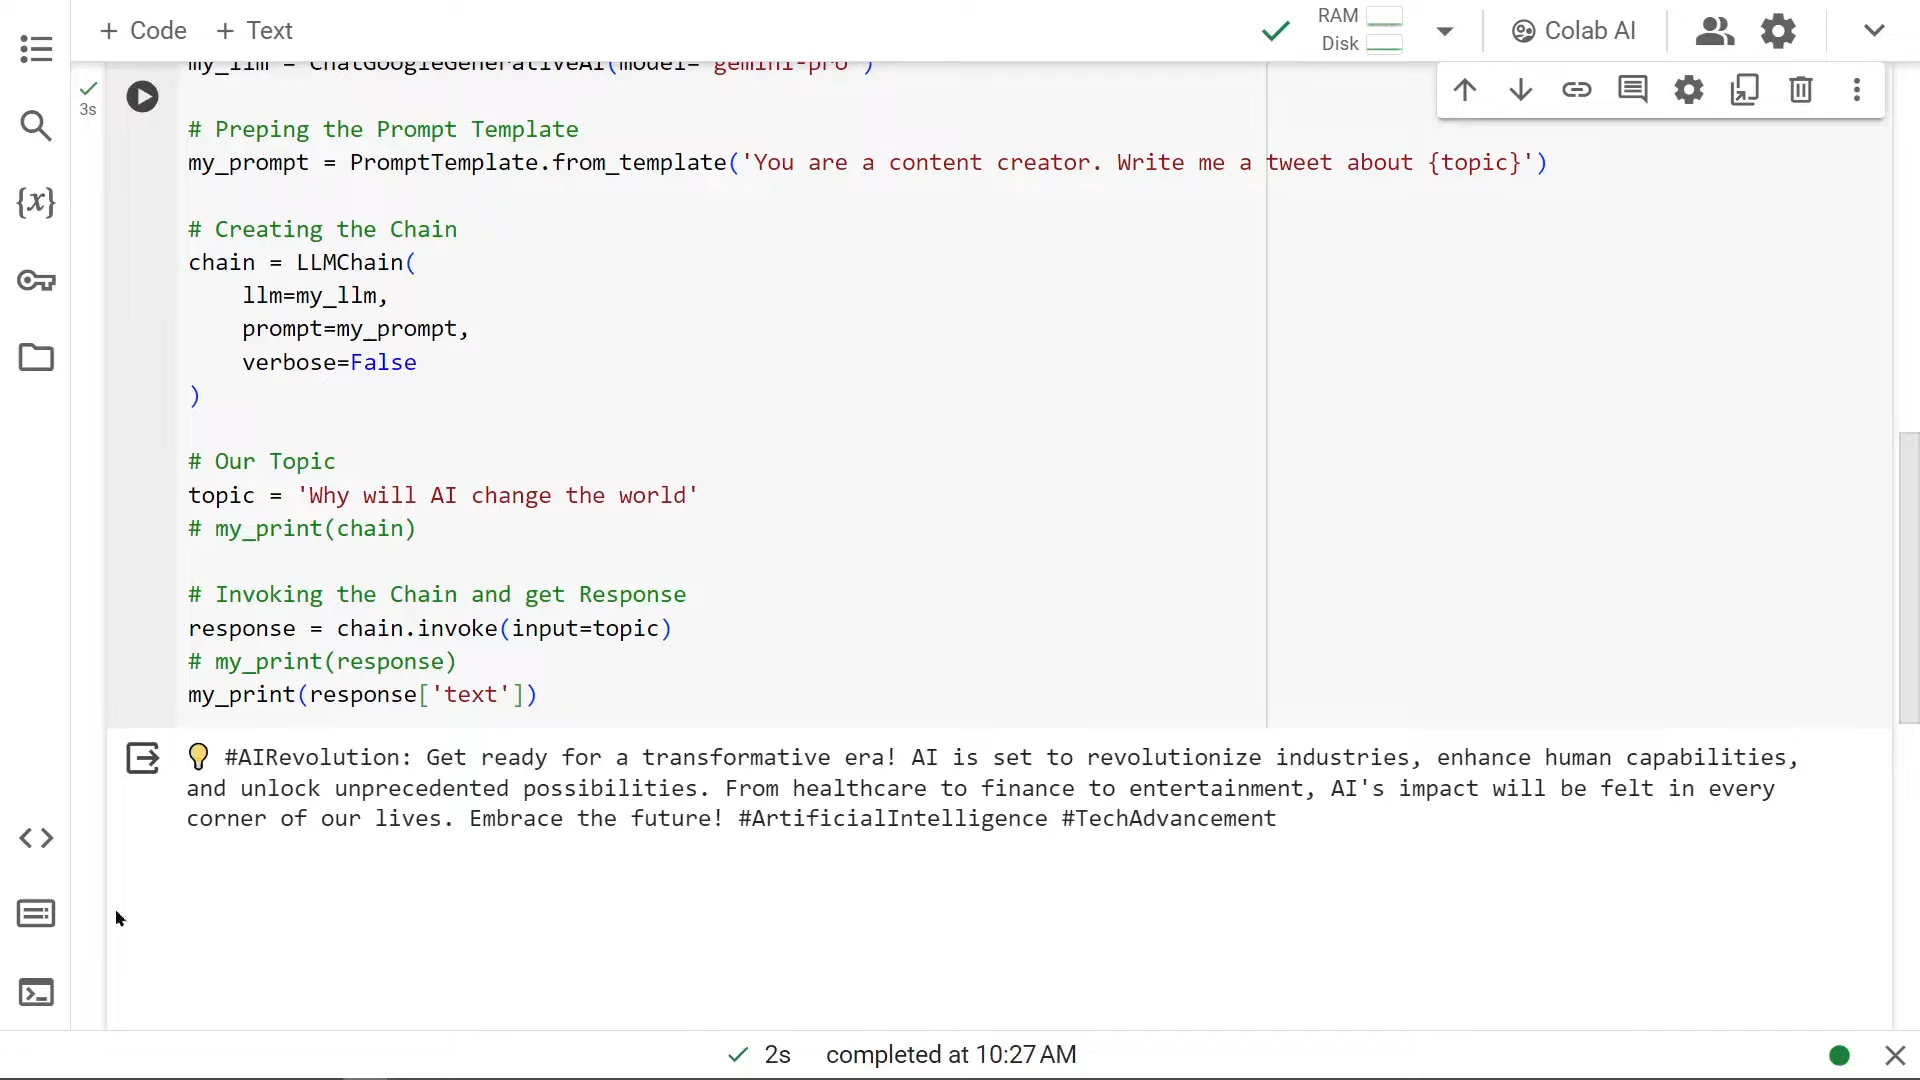 + Code + Text
RAM
Disk
Colab AI
my_llm = ChatGoogleGenerativeAI(model="gemini-pro")
3s
# Preping the Prompt Template
my_prompt = PromptTemplate.from_template('You are a content creator. Write me a tweet about {topic}')
# Creating the Chain
chain = LLMChain(
llm=my_llm,
prompt=my_prompt,
verbose=False
)
# Our Topic
topic = 'Why will AI change the world'
# my_print(chain)
# Invoking the Chain and get Response
response = chain.invoke(input=topic)
# my_print(response)
my_print(response['text'])
💡 #AIRevolution: Get ready for a transformative era! AI is set to revolutionize industries, enhance human capabilities,
and unlock unprecedented possibilities. From healthcare to finance to entertainment, AI's impact will be felt in every
corner of our lives. Embrace the future! #ArtificialIntelligence #TechAdvancement
2s completed at 10:27 AM